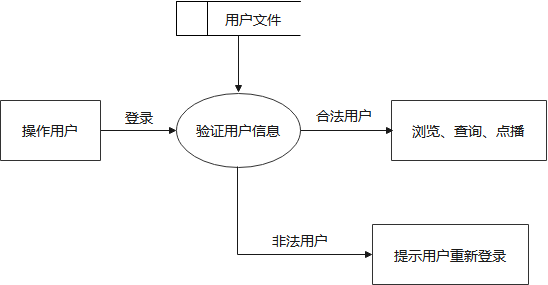 用户文件
操作用户
登录
验证用户信息
合法用户
浏览、查询、点播
非法用户
提示用户重新登录